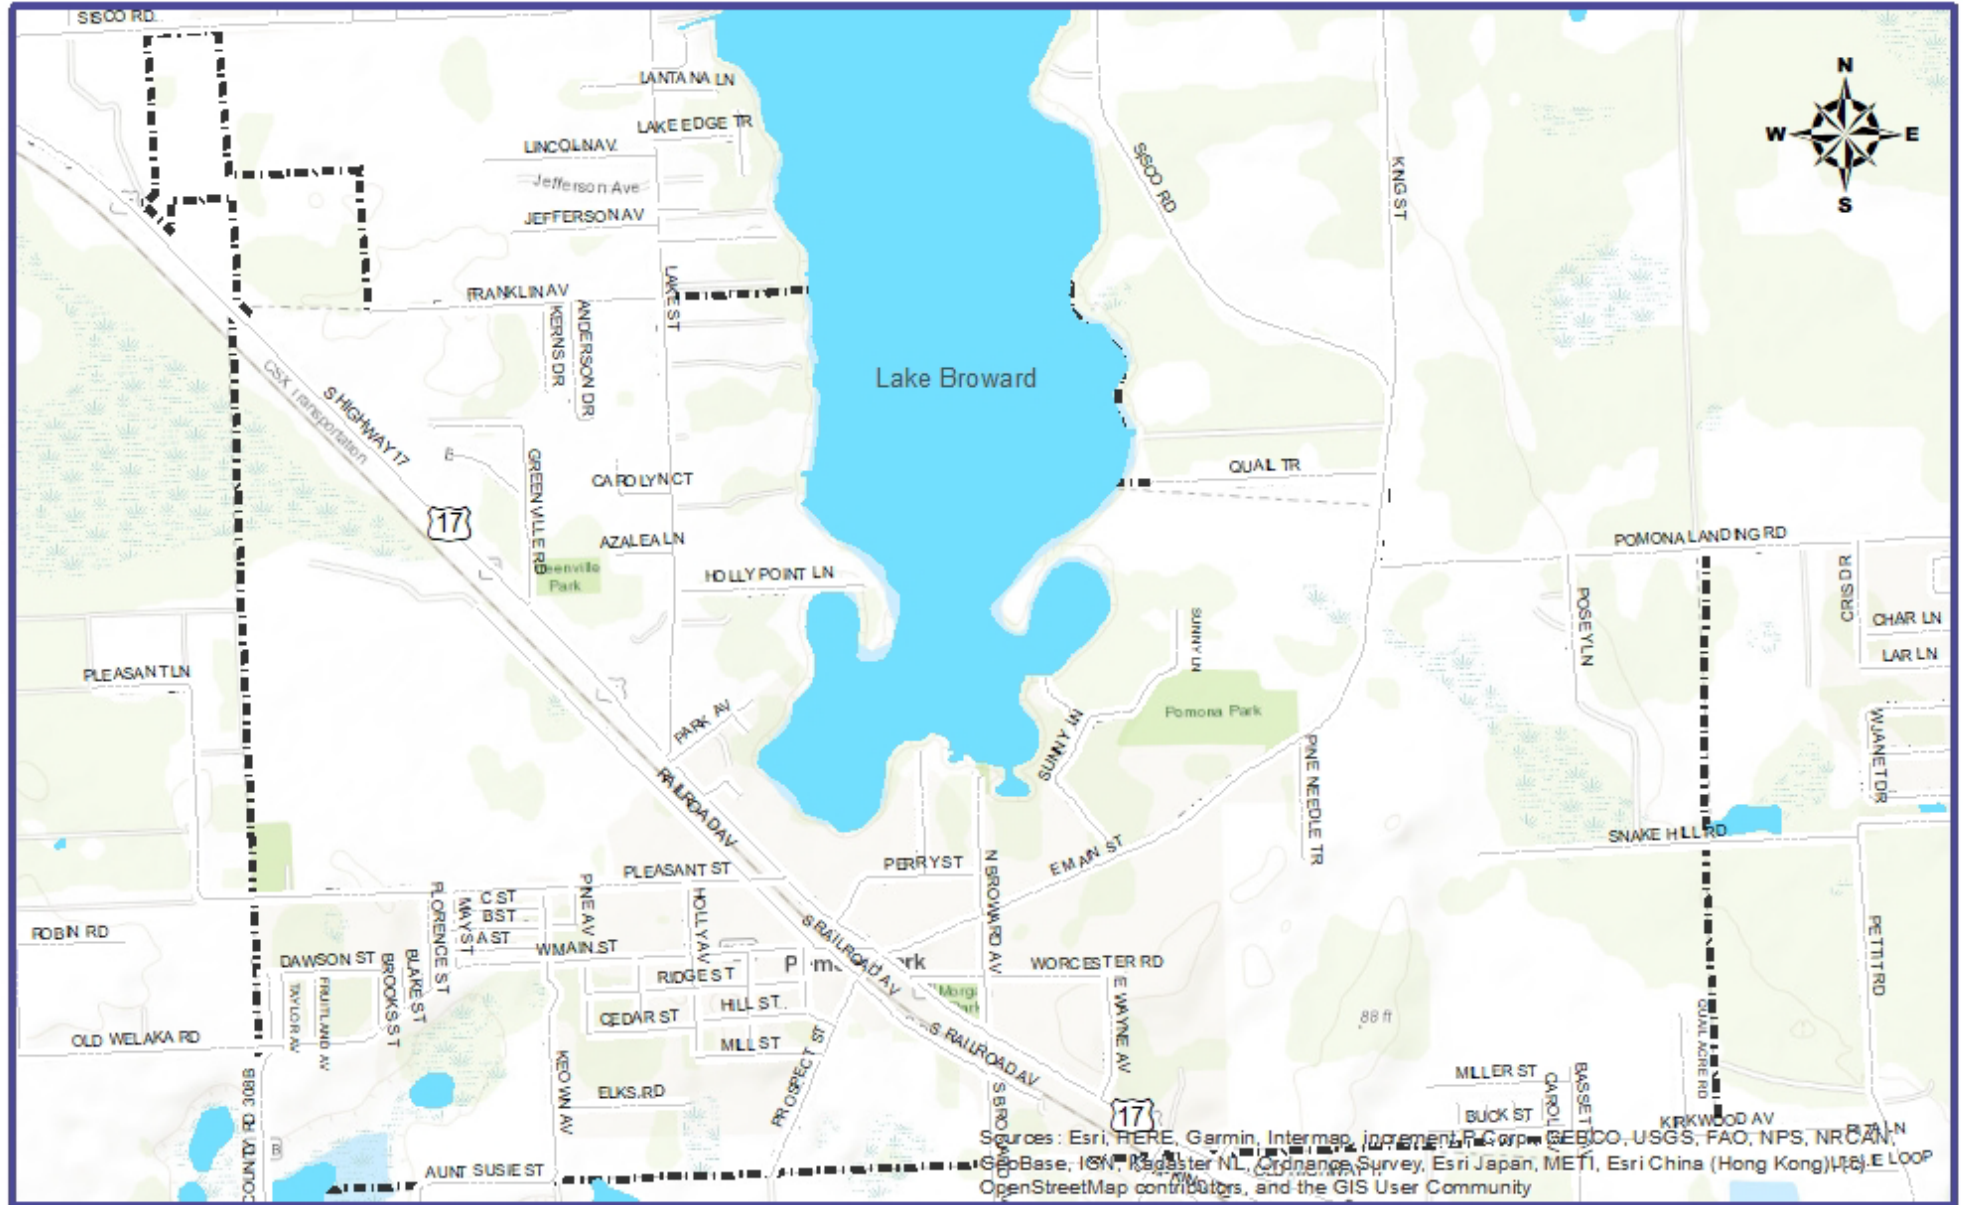 SISCO RD.
LANTANA LN
N
LAKE EDGE TR
W
E
LINCOLN AV.
SISCO RD
KING ST
Jefferson Ave
S
JEFFERSON AV
FRANKLIN AV
LAKE ST
KERNS DR
ANDERSON DR
Lake Broward
CSX Transportation
S HIGHWAY 17
GREENVILLE RD
CAROLYN CT
QUAIL TR
17
AZALEA LN
POMONA LANDING RD
HOLLY POINT LN
Park
CRIS DR
POSEY LN
SUNNY LN
CHAR LN
LAR LN
PLEASANT LN
PARK AV
SUNNY LN
Pomona Park
W JANET DR
PINE NEEDLE TR
RAILROAD AV
SNAKE HILL RD
PLEASANT ST
PERRY ST
E MAIN ST
FLORENCE ST
MAY ST
C ST
B ST
A ST
PINE AV
HOLLY AV
N BROWARD AV
S RAILROAD AV
ROBIN RD
W MAIN ST
PETTIT RD
DAWSON ST
BROOKS ST
BLAKE ST
RIDGE ST
WORCESTER RD
TAYLOR AV
FRUITLAND AV
HILL ST.
E WAYNE AV
CEDAR ST
88 ft
QUAIL ACRE RD
OLD WELAKA RD
MILL ST
S RAILROAD AV
PROSPECT ST
COUNTY RD 308B
KEOWN AV
ELKS RD
MILLER ST
17
BUCK ST
KIRKWOOD AV
B
AUNT SUSIE ST
Sources: Esri, HERE, Garmin, Intermap, increment P Corp., GEBCO, USGS, FAO, NPS, NRCAN,
GeoBase, IGN, Kadaster NL, Ordnance Survey, Esri Japan, METI, Esri China (Hong Kong), (c)
OpenStreetMap contributors, and the GIS User Community